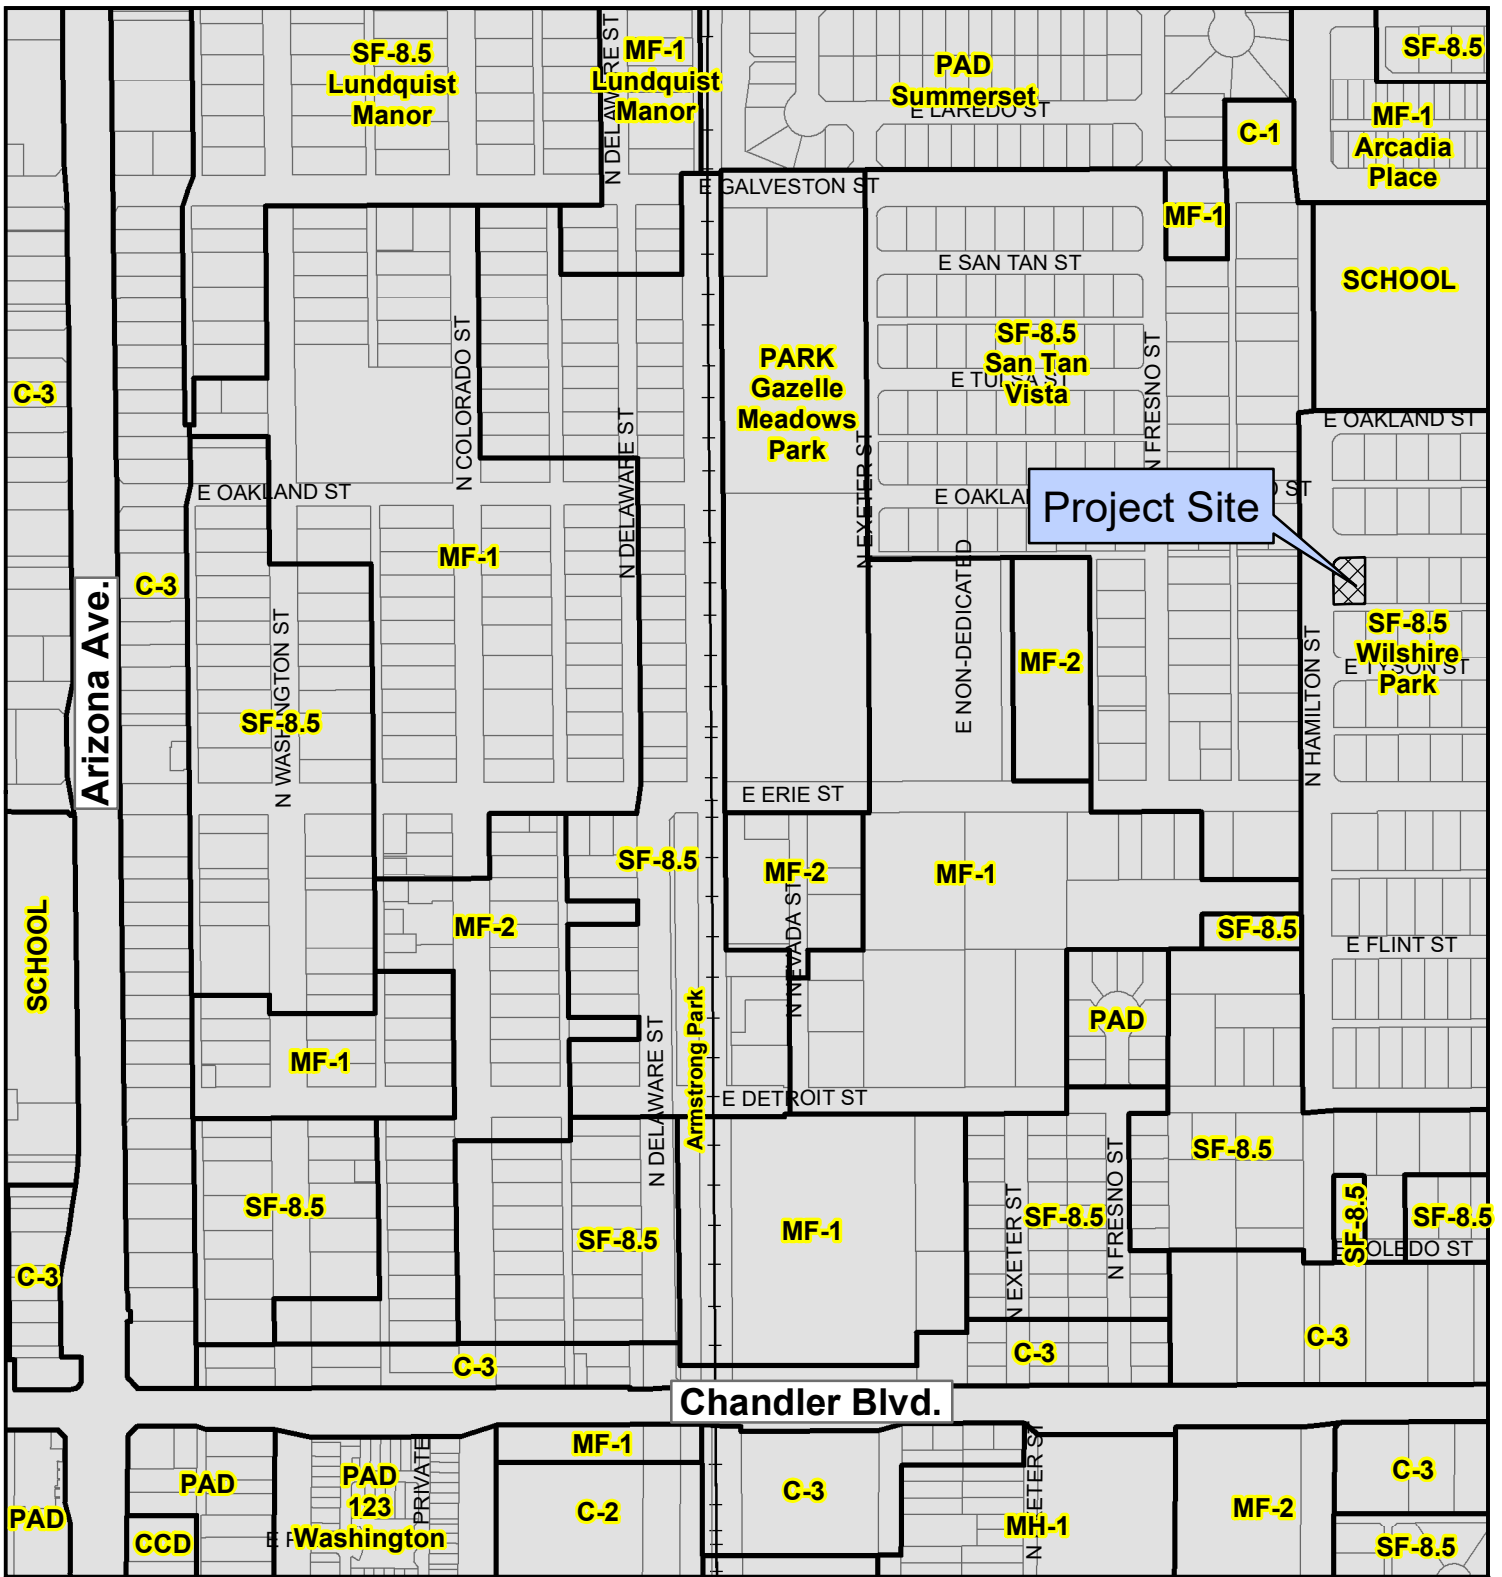 SF-8.5
Lundquist
Manor
N DELAWARE ST
MF-1
Lundquist
Manor
PAD
Summerset
E LAREDO ST
C-1
SF-8.5
MF-1
Arcadia
Place
E GALVESTON ST
MF-1
E SAN TAN ST
SCHOOL
C-3
N COLORADO ST
PARK
Gazelle
Meadows
Park
SF-8.5
San Tan
Vista
E TULSA ST
N FRESNO ST
E OAKLAND ST
N DELAWARE ST
N EXETER ST
E OAKLAND ST
E OAKLA
D ST
Project Site
MF-1
C-3
Arizona Ave.
N WASHINGTON ST
SF-8.5
E NON-DEDICATED
MF-2
N HAMILTON ST
SF-8.5
Wilshire
Park
E TYSON ST
E ERIE ST
SF-8.5
MF-2
MF-1
N NEVADA ST
SCHOOL
MF-2
SF-8.5
E FLINT ST
MF-1
N DELAWARE ST
Armstrong Park
PAD
E DETROIT ST
SF-8.5
SF-8.5
MF-1
N EXETER ST
SF-8.5
N FRESNO ST
SF-8.5
SF-8.5
SF-8.5
OLEDO ST
C-3
C-3
C-3
C-3
Chandler Blvd.
MF-1
PAD
PAD
123
Washington
PRIVATE
C-2
C-3
N EXETER ST
MH-1
MF-2
C-3
PAD
CCD
SF-8.5